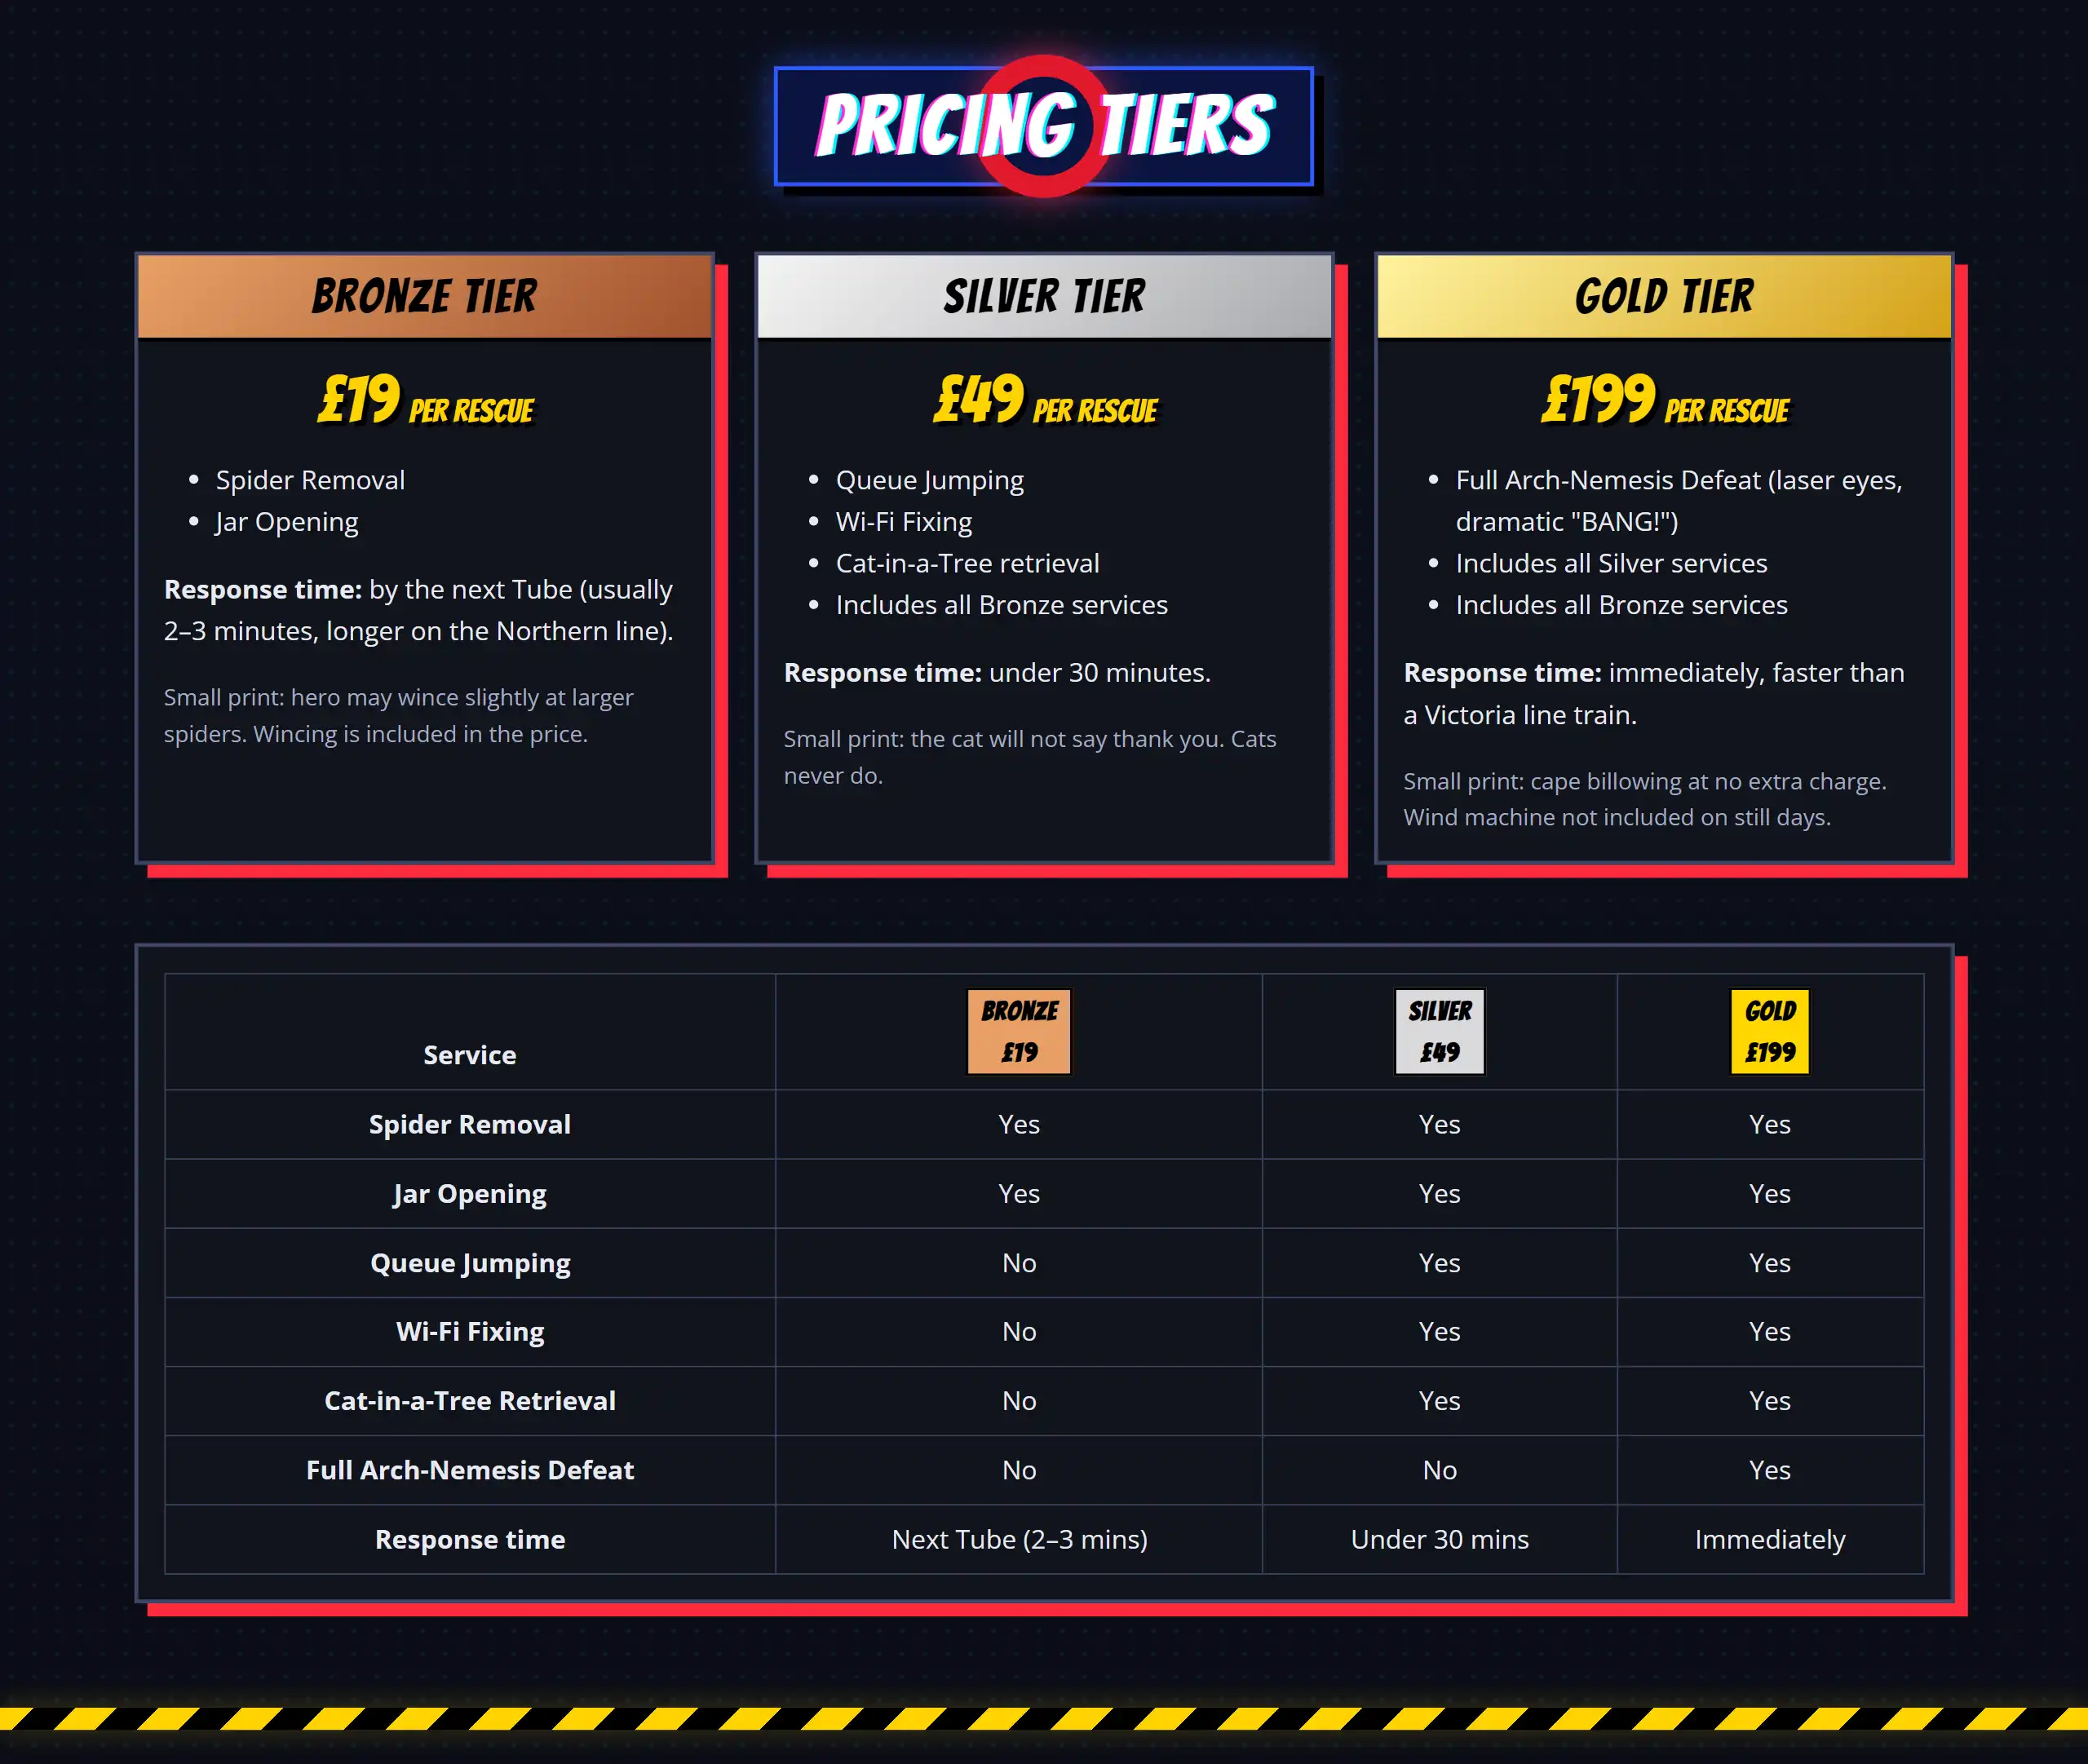 PRICING TIERS
BRONZE TIER
£19 PER RESCUE
Spider Removal
Jar Opening
Response time: by the next Tube (usually
2–3 minutes, longer on the Northern line).
Small print: hero may wince slightly at larger
spiders. Wincing is included in the price.
SILVER TIER
£49 PER RESCUE
Queue Jumping
Wi-Fi Fixing
Cat-in-a-Tree retrieval
Includes all Bronze services
Response time: under 30 minutes.
Small print: the cat will not say thank you. Cats
never do.
GOLD TIER
£199 PER RESCUE
Full Arch-Nemesis Defeat (laser eyes,
dramatic "BANG!")
Includes all Silver services
Includes all Bronze services
Response time: immediately, faster than
a Victoria line train.
Small print: cape billowing at no extra charge.
Wind machine not included on still days.
Service BRONZE £19 SILVER £49 GOLD £199
Spider Removal Yes Yes Yes
Jar Opening Yes Yes Yes
Queue Jumping No Yes Yes
Wi-Fi Fixing No Yes Yes
Cat-in-a-Tree Retrieval No Yes Yes
Full Arch-Nemesis Defeat No No Yes
Response time Next Tube (2–3 mins) Under 30 mins Immediately